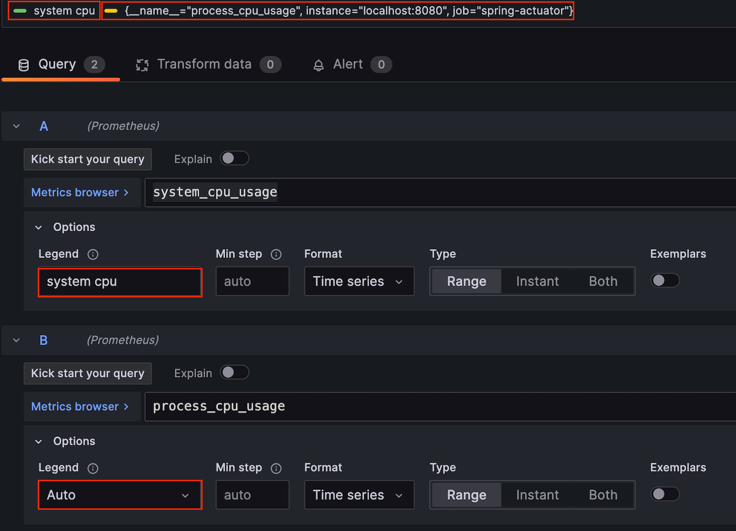 system cpu {__name__="process_cpu_usage", instance="localhost:8080", job="spring-actuator"}
Query 2 Transform data 0 Alert 0
A (Prometheus)
Kick start your query Explain
Metrics browser > system_cpu_usage
Options
Legend Min step Format Type Exemplars
system cpu auto Time series Range Instant Both
B (Prometheus)
Kick start your query Explain
Metrics browser > process_cpu_usage
Options
Legend Min step Format Type Exemplars
Auto auto Time series Range Instant Both